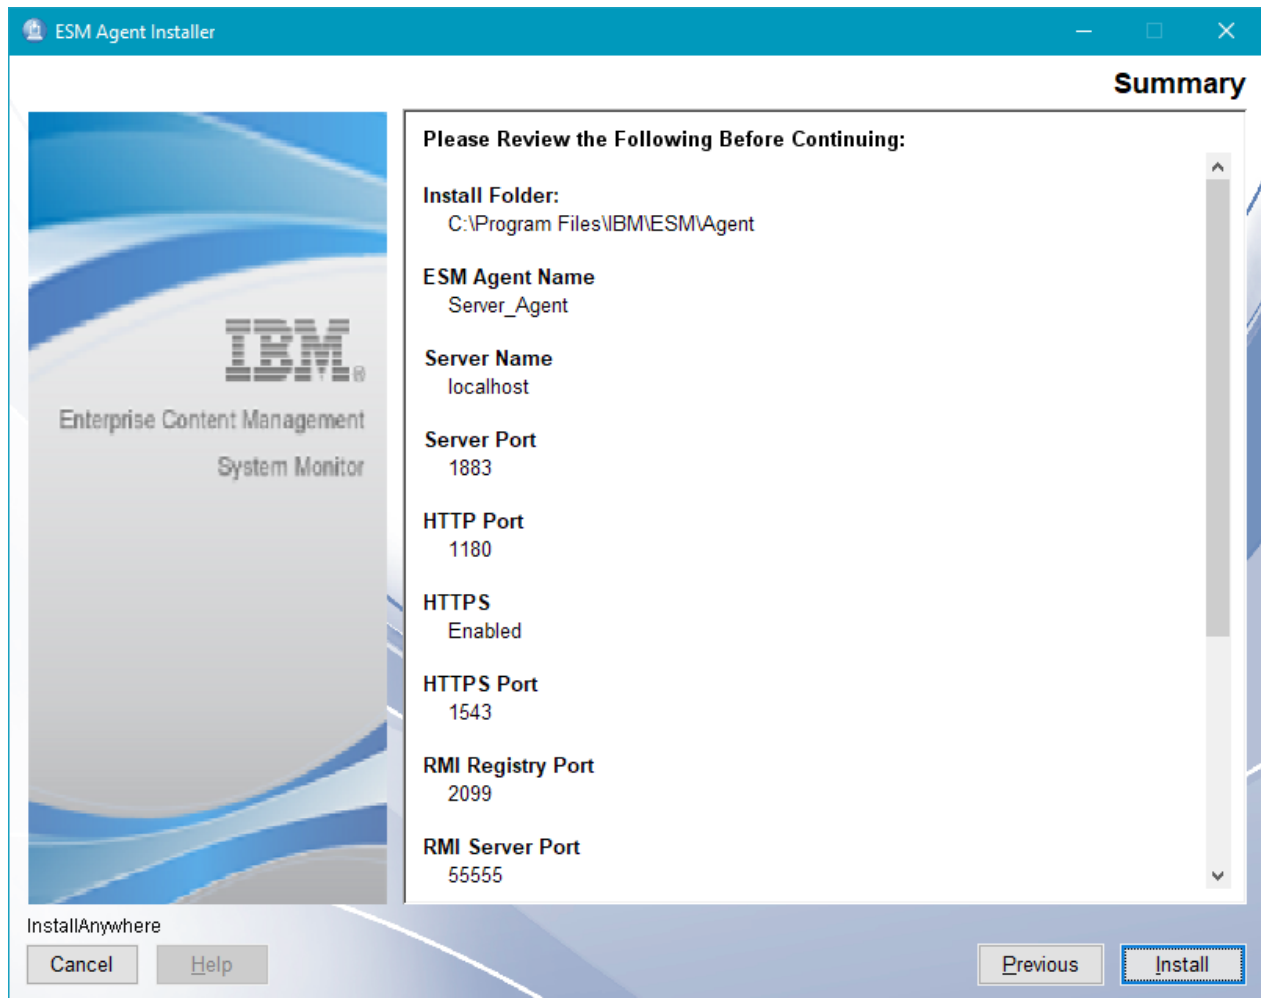 ESM Agent Installer
Summary
IBM®
Enterprise Content Management
System Monitor
Please Review the Following Before Continuing:
Install Folder:
C:\Program Files\IBM\ESM\Agent
ESM Agent Name
Server_Agent
Server Name
localhost
Server Port
1883
HTTP Port
1180
HTTPS
Enabled
HTTPS Port
1543
RMI Registry Port
2099
RMI Server Port
55555
InstallAnywhere
Cancel
Help
Previous
Install